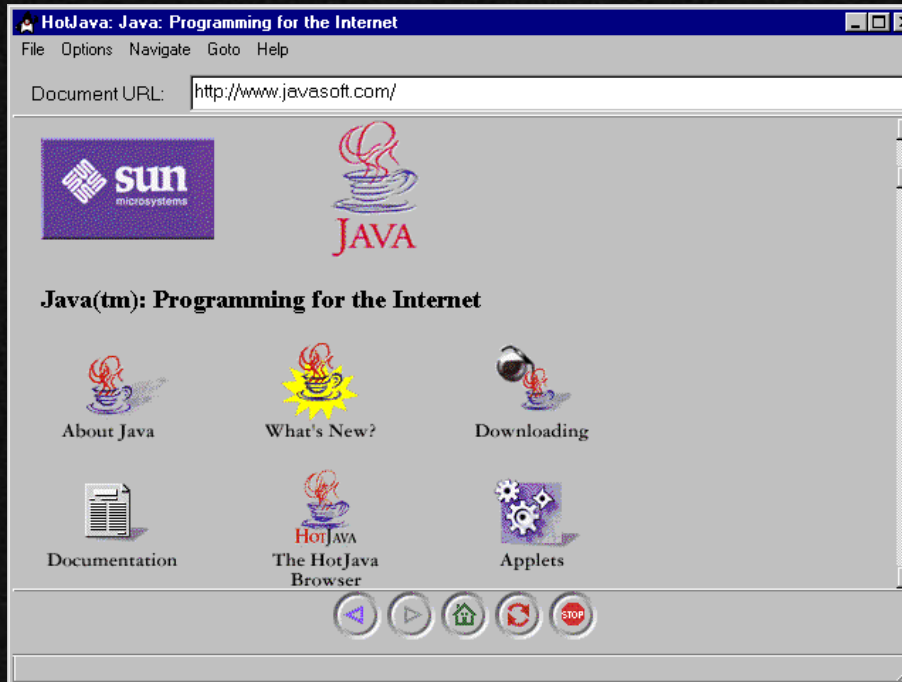 HotJava: Java: Programming for the Internet
File Options Navigate Goto Help
Document URL: http://www.javasoft.com/
sun
microsystems
JAVA
Java(tm): Programming for the Internet
About Java What's New? Downloading
HOTJAVA
Documentation The HotJava Applets
Browser
STOP